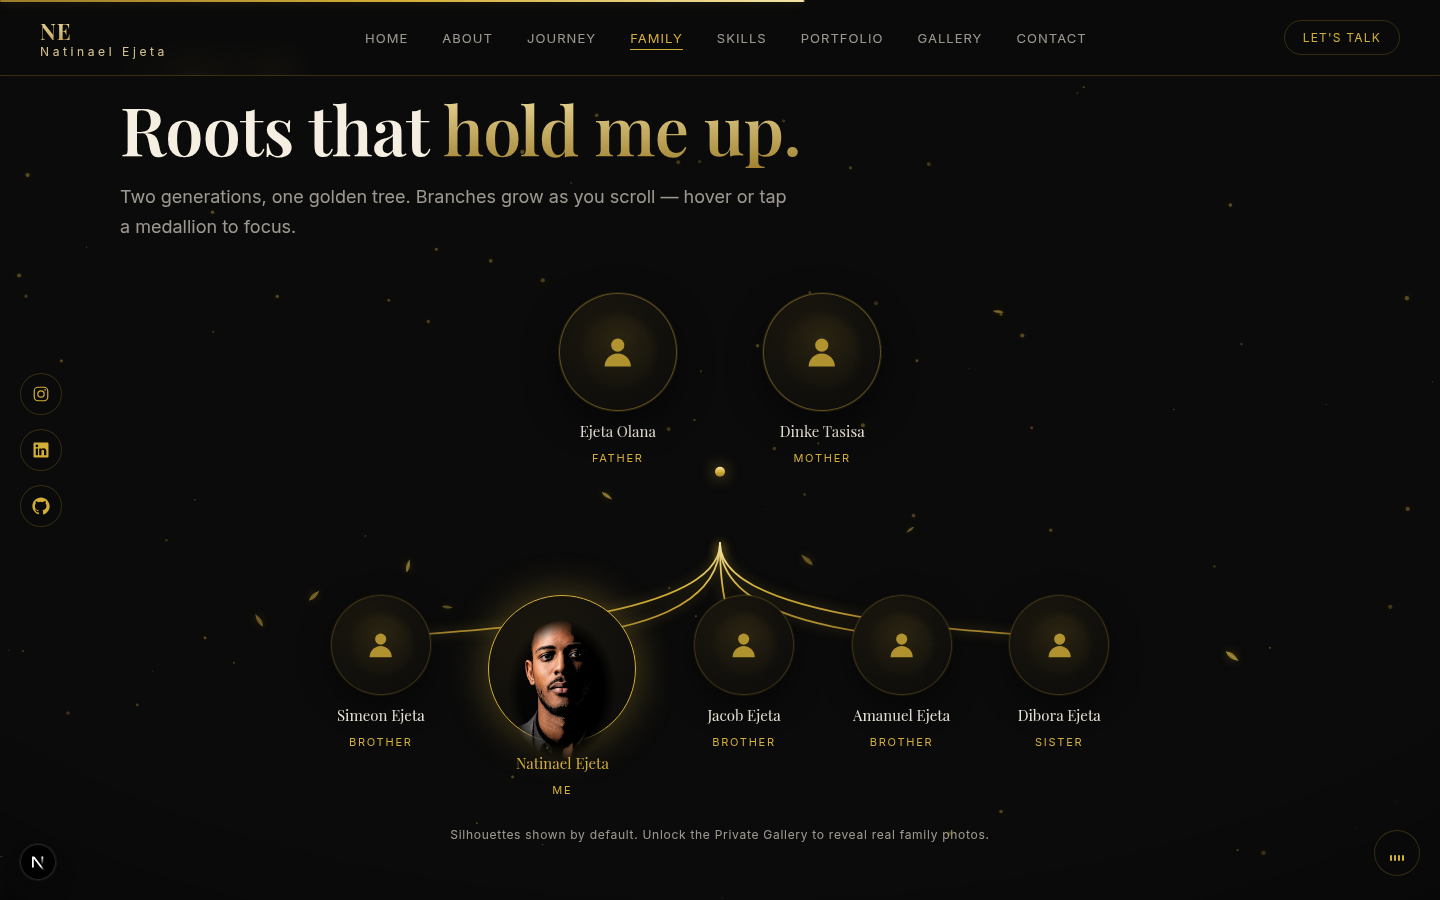 NE
Natinael Ejeta
HOME ABOUT JOURNEY FAMILY SKILLS PORTFOLIO GALLERY CONTACT
LET'S TALK
Roots that hold me up.
Two generations, one golden tree. Branches grow as you scroll — hover or tap
a medallion to focus.
Ejeta Olana
FATHER
Dinke Tasisa
MOTHER
Simeon Ejeta
BROTHER
Natinael Ejeta
ME
Jacob Ejeta
BROTHER
Amanuel Ejeta
BROTHER
Dibora Ejeta
SISTER
Silhouettes shown by default. Unlock the Private Gallery to reveal real family photos.
N